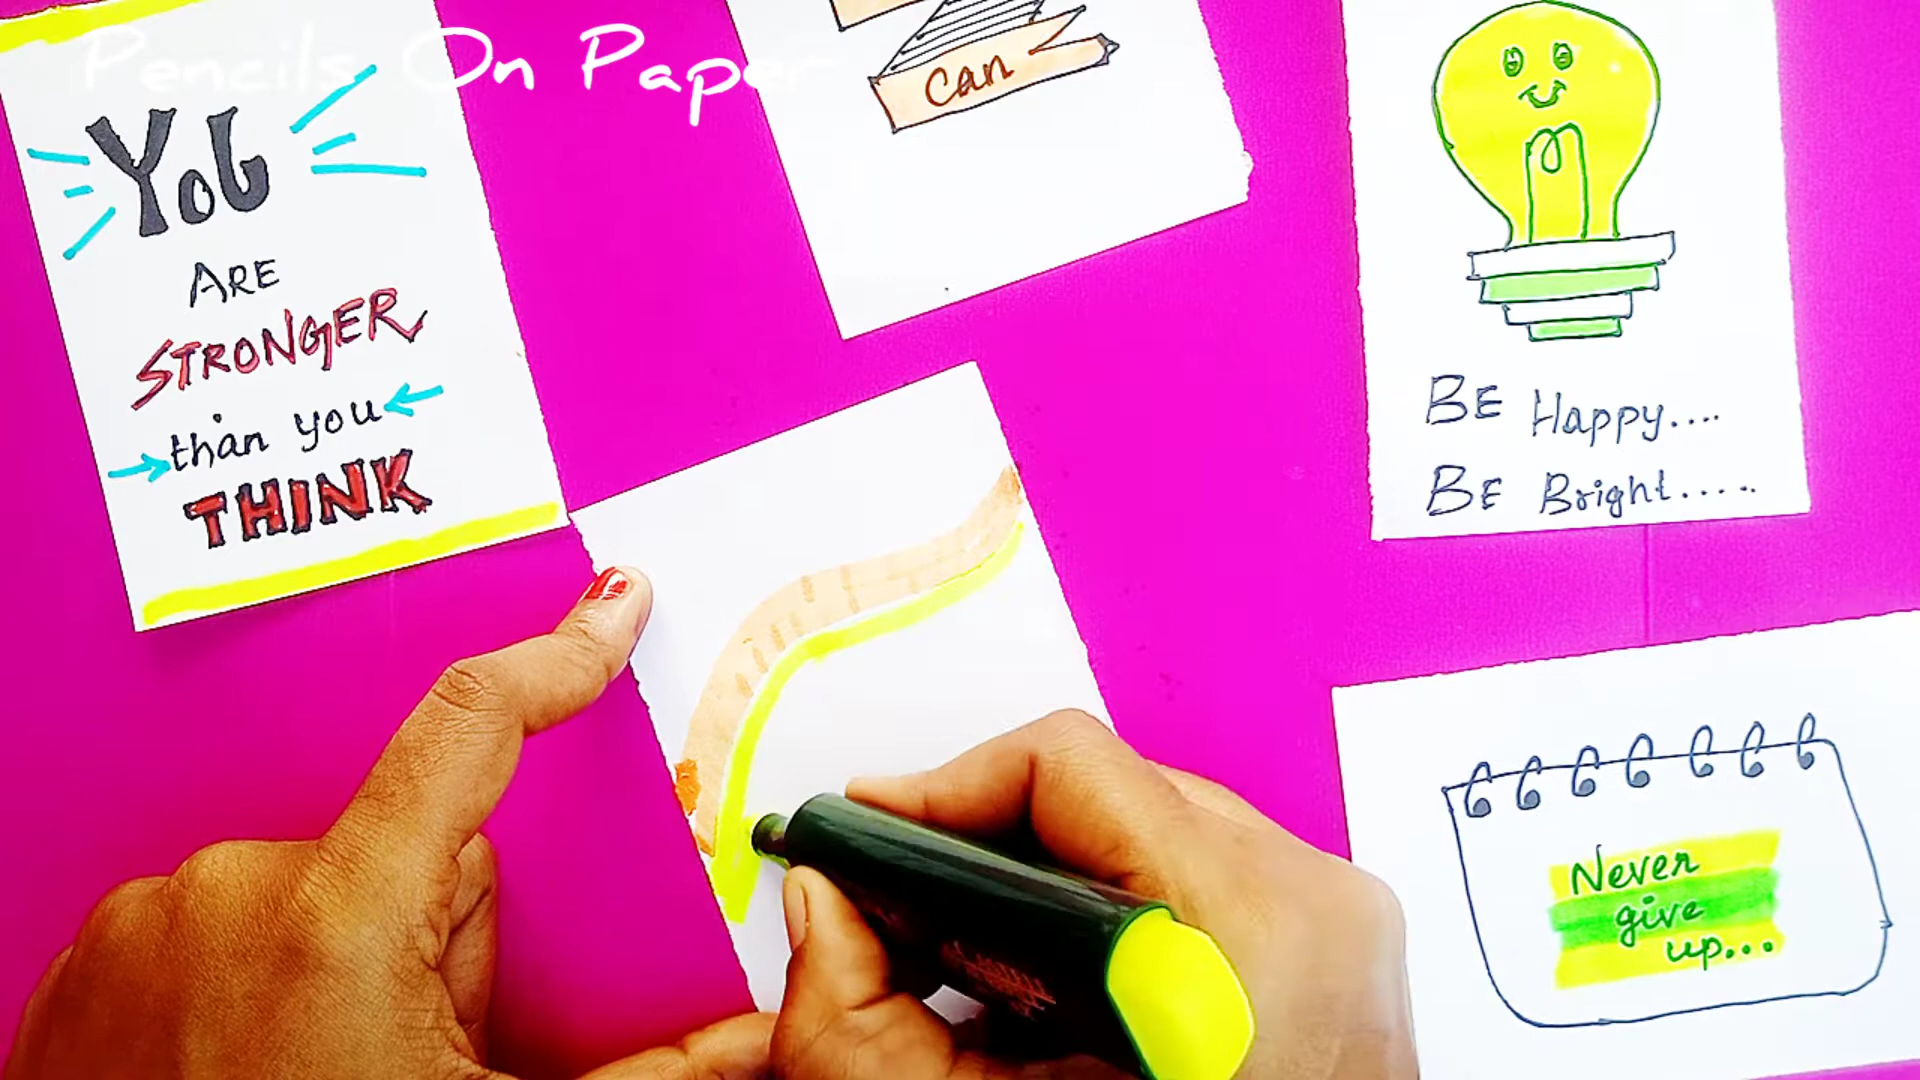 Pencils On Paper
YoU
ARE
STRONGER
than you
THINK
can
BE Happy....
BE Bright.....
Never
give
up...